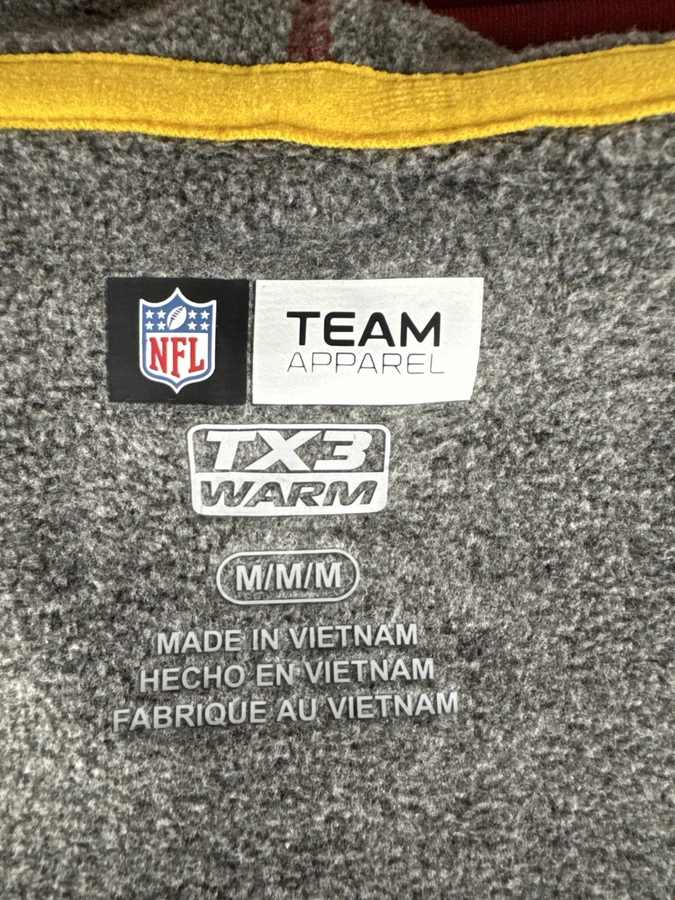 NFL
TEAM
APPAREL
TX3
WARM
M/M/M
MADE IN VIETNAM
HECHO EN VIETNAM
FABRIQUE AU VIETNAM